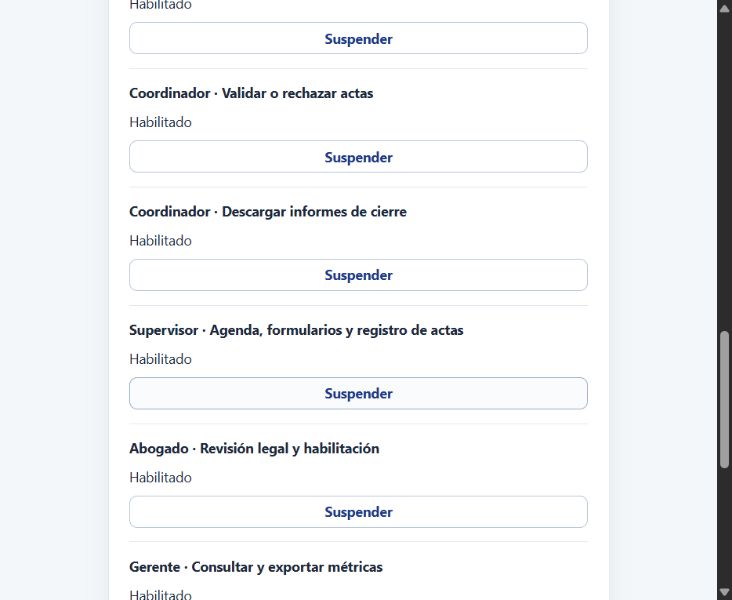 Habilitado
Suspender
Coordinador · Validar o rechazar actas
Habilitado
Suspender
Coordinador · Descargar informes de cierre
Habilitado
Suspender
Supervisor · Agenda, formularios y registro de actas
Habilitado
Suspender
Abogado · Revisión legal y habilitación
Habilitado
Suspender
Gerente · Consultar y exportar métricas
Habilitado